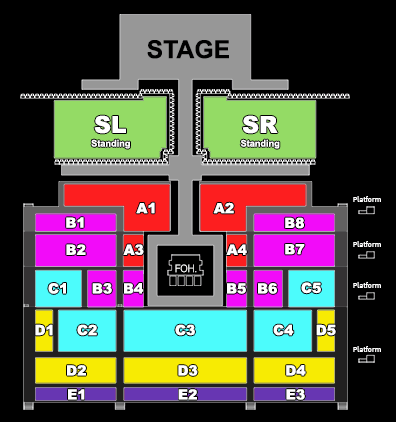 STAGE
SL
Standing
SR
Standing
Platform
A1
A2
B1
B8
Platform
B2
A3
FOH.
A4
B7
Platform
C1
B3
B4
B5
B6
C5
D1
C2
C3
C4
D5
Platform
D2
D3
D4
E1
E2
E3